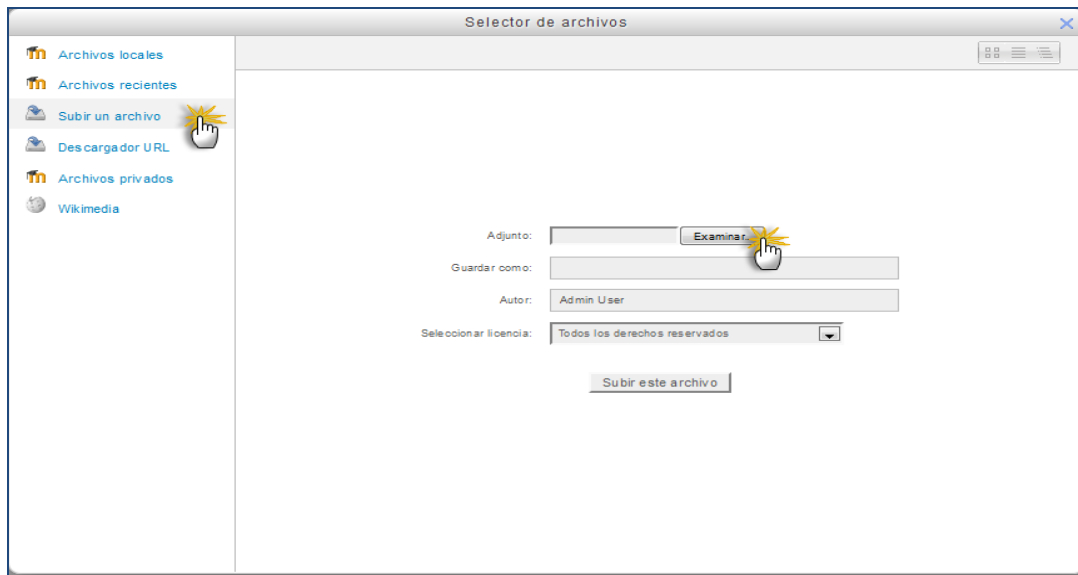 Selector de archivos
Archivos locales
Archivos recientes
Subir un archivo
Descargador URL
Archivos privados
Wikimedia
Adjunto:
Examinar..
Guardar como:
Autor:
Admin User
Seleccionar licencia:
Todos los derechos reservados
Subir este archivo